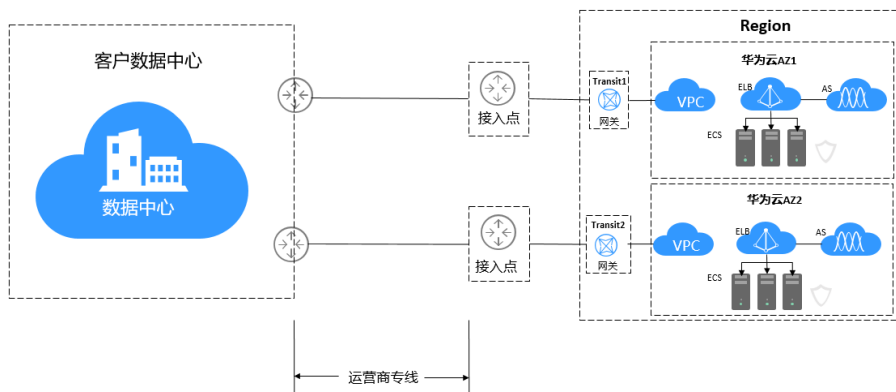 Region
客户数据中心
数据中心
接入点
Transit1
网关
华为云AZ1
VPC
ELB
AS
ECS
接入点
Transit2
网关
华为云AZ2
VPC
ELB
AS
ECS
运营商专线